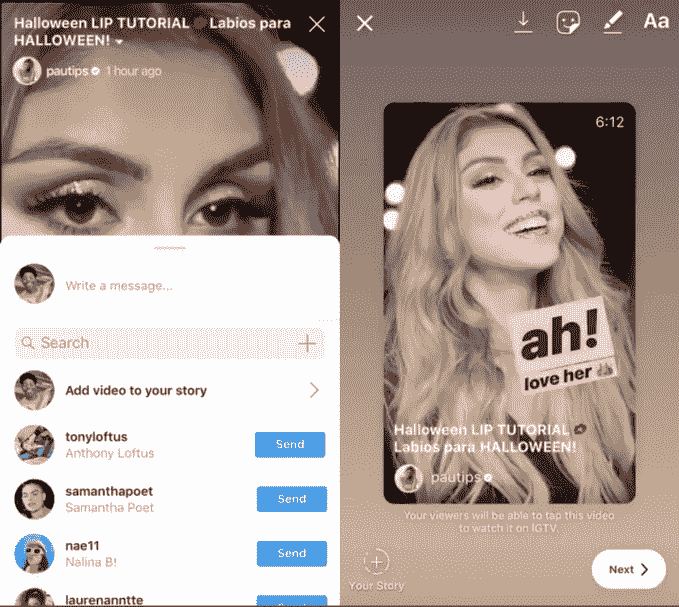 Halloween LIP TUTORIAL 💋Labios para
HALLOWEEN!
pautips 1 hour ago
Write a message...
Search
Add video to your story
tonyloftus
Anthony Loftus
Send
samanthapoet
Samantha Poet
Send
nae11
Nalina B!
Send
laurenanntte
Aa
6:12
ah!
love her
Halloween LIP TUTORIAL 💋
Labios para HALLOWEEN!
pautips
Your viewers will be able to tap this video
to watch it on IGTV.
Your Story
Next